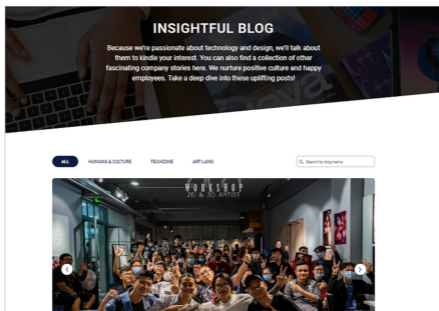 INSIGHTFUL BLOG
Because we're passionate about technology and design, we'll talk about
them to kindle your interest. You can also find a collection of other
fascinating company stories here. We nurture positive culture and happy
employees. Take a deep dive into these uplifting posts!
ALL HUMANS & CULTURE TECHZONE ART LAND Search by blog name
WORKSHOP
2D & 3D ARTIST